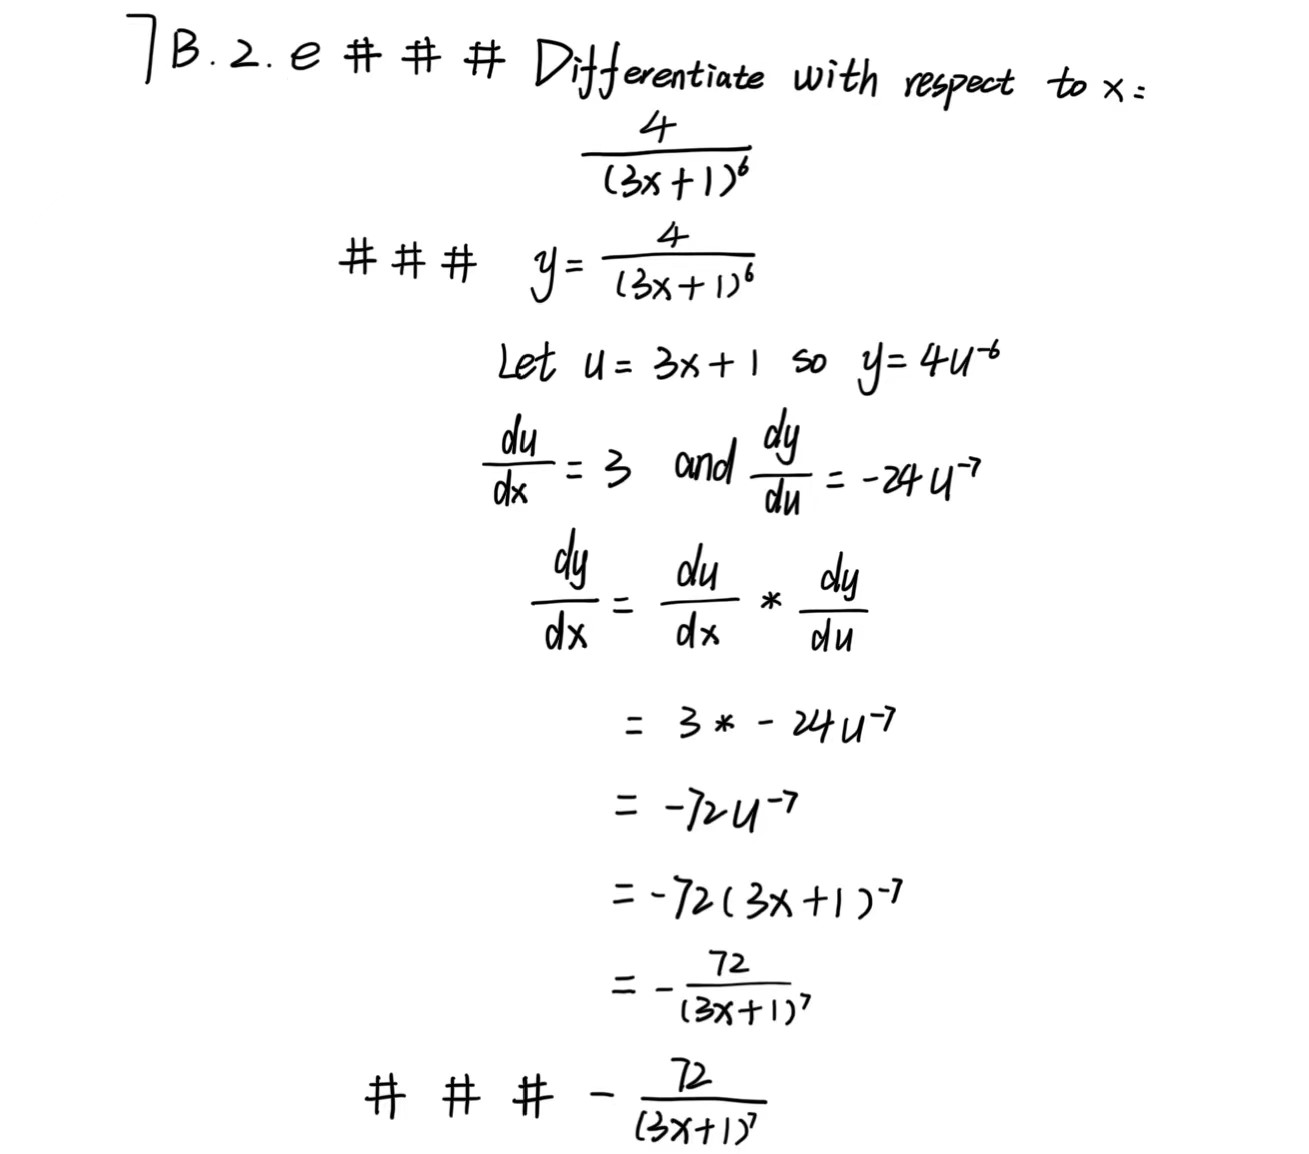 7B.2.e # # # Differentiate with respect to x:
\frac{4}{(3x+1)^6}
# # # y = \frac{4}{(3x+1)^6}
Let u = 3x+1 so y = 4u^{-6}
\frac{du}{dx} = 3 and \frac{dy}{du} = -24u^{-7}
\frac{dy}{dx} = \frac{du}{dx} * \frac{dy}{du}
= 3 * -24u^{-7}
= -72u^{-7}
= -72(3x+1)^{-7}
= -\frac{72}{(3x+1)^7}
# # # -\frac{72}{(3x+1)^7}